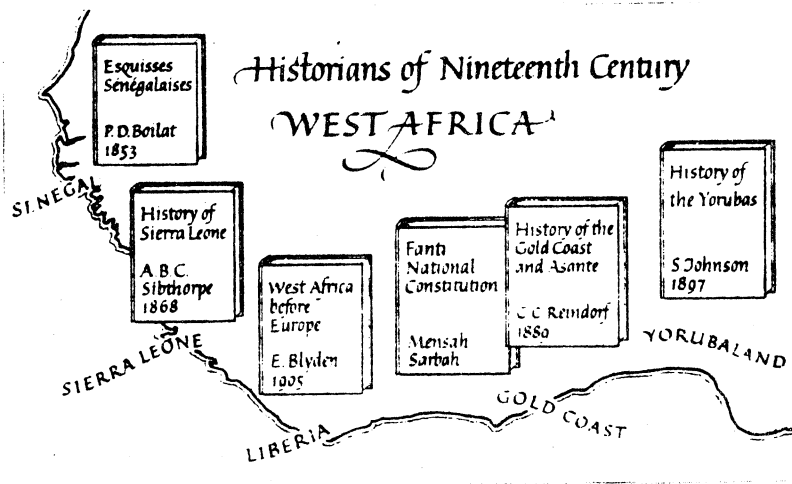 Historians of Nineteenth Century
WEST AFRICA
Esquisses
Sénégalaises
P.D. Boilat
1853
SENEGAL
History of
Sierra Leone
A.B.C.
Sibthorpe
1868
SIERRA LEONE
West Africa
before
Europe
E. Blyden
1905
LIBERIA
Fanti
National
Constitution
Mensah
Sarbah
History of the
Gold Coast
and Asante
C.C. Reindorf
1889
GOLD COAST
History of
the Yorubas
S Johnson
1897
YORUBALAND